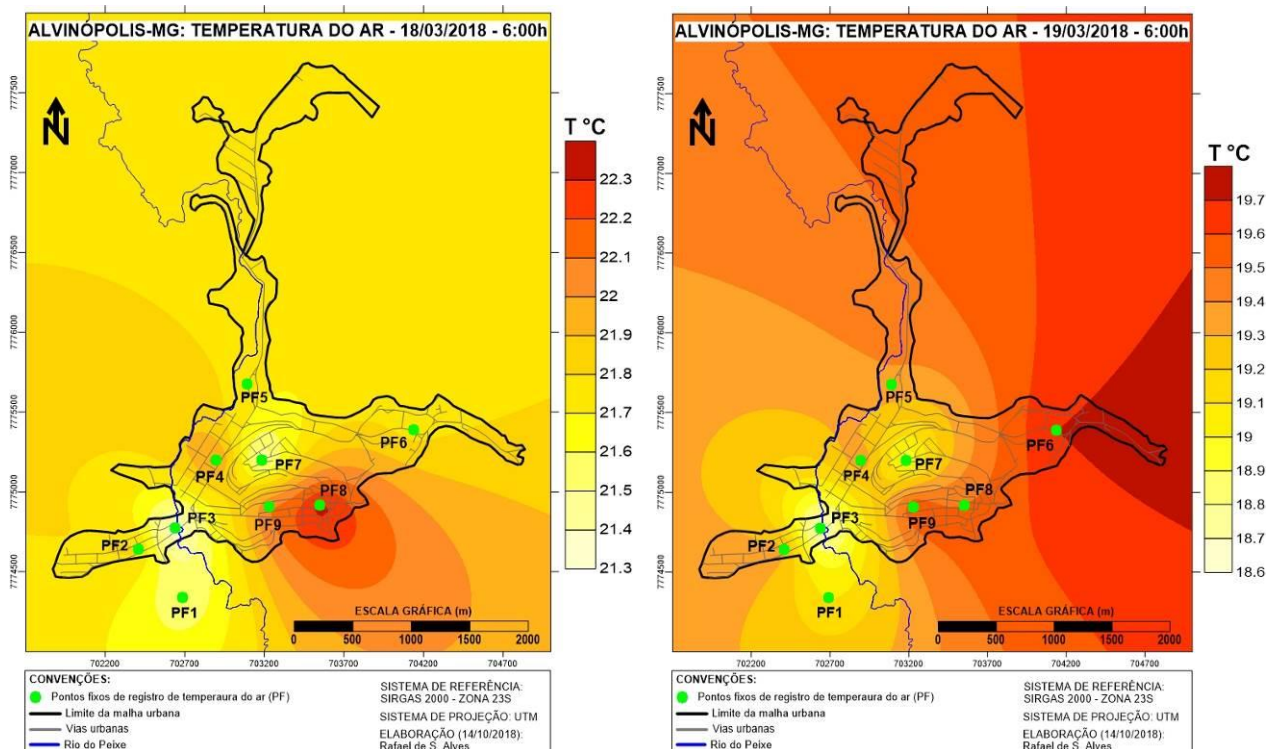 ALVINÓPOLIS-MG: TEMPERATURA DO AR - 18/03/2018 - 6:00h
7777500
7777000
7776500
7776000
7775500
7775000
7774500
N
T °C
22.3
22.2
22.1
22
21.9
21.8
21.7
21.6
21.5
21.4
21.3
PF5
PF6
PF4
PF7
PF8
PF9
PF3
PF2
PF1
ESCALA GRÁFICA (m)
0 500 1000 1500 2000
702200 702700 703200 703700 704200 704700
CONVENÇÕES:
Pontos fixos de registro de temperaura do ar (PF)
Limite da malha urbana
Vias urbanas
Rio do Peixe
SISTEMA DE REFERÊNCIA:
SIRGAS 2000 - ZONA 23S
SISTEMA DE PROJEÇÃO: UTM
ELABORAÇÃO (14/10/2018):
Rafael de S. Alves
ALVINÓPOLIS-MG: TEMPERATURA DO AR - 19/03/2018 - 6:00h
7777500
7777000
7776500
7776000
7775500
7775000
7774500
N
T °C
19.7
19.6
19.5
19.4
19.3
19.2
19.1
19
18.9
18.8
18.7
18.6
PF5
PF6
PF4
PF7
PF8
PF9
PF3
PF2
PF1
ESCALA GRÁFICA (m)
0 500 1000 1500 2000
702200 702700 703200 703700 704200 704700
CONVENÇÕES:
Pontos fixos de registro de temperaura do ar (PF)
Limite da malha urbana
Vias urbanas
Rio do Peixe
SISTEMA DE REFERÊNCIA:
SIRGAS 2000 - ZONA 23S
SISTEMA DE PROJEÇÃO: UTM
ELABORAÇÃO (14/10/2018):
Rafael de S. Alves